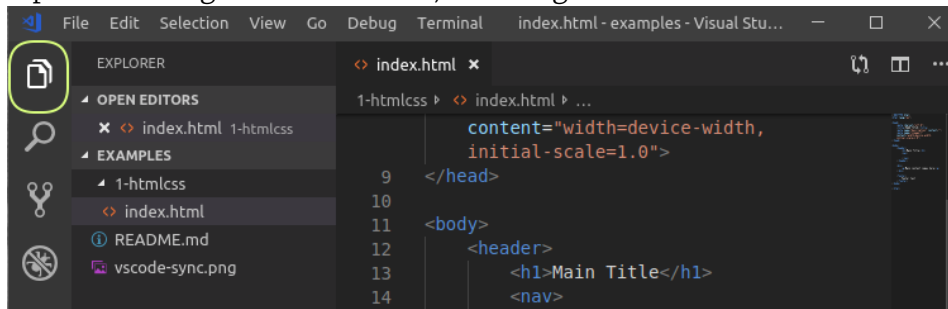 File Edit Selection View Go Debug Terminal index.html - examples - Visual Stu...
EXPLORER
OPEN EDITORS
index.html 1-htmlcss
EXAMPLES
1-htmlcss
index.html
README.md
vscode-sync.png
index.html
1-htmlcss index.html ...
content="width=device-width,
initial-scale=1.0">
9 </head>
10
11 <body>
12 <header>
13 <h1>Main Title</h1>
14 <nav>